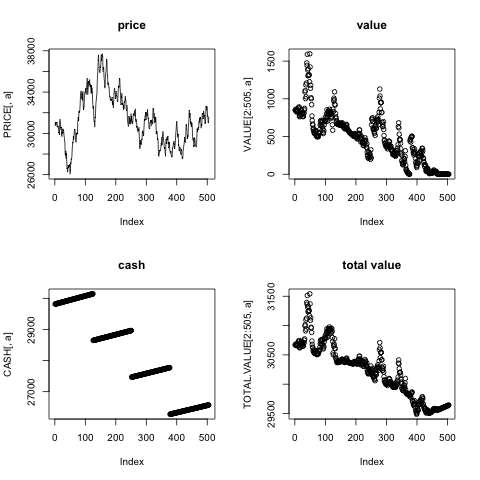 price
PRICE[, a]
26000 30000 34000 38000
0 100 200 300 400 500
Index
value
VALUE[2:505, a]
0 500 1000 1500
0 100 200 300 400 500
Index
cash
CASH[, a]
27000 29000
0 100 200 300 400 500
Index
total value
TOTAL.VALUE[2:505, a]
29500 30500 31500
0 100 200 300 400 500
Index